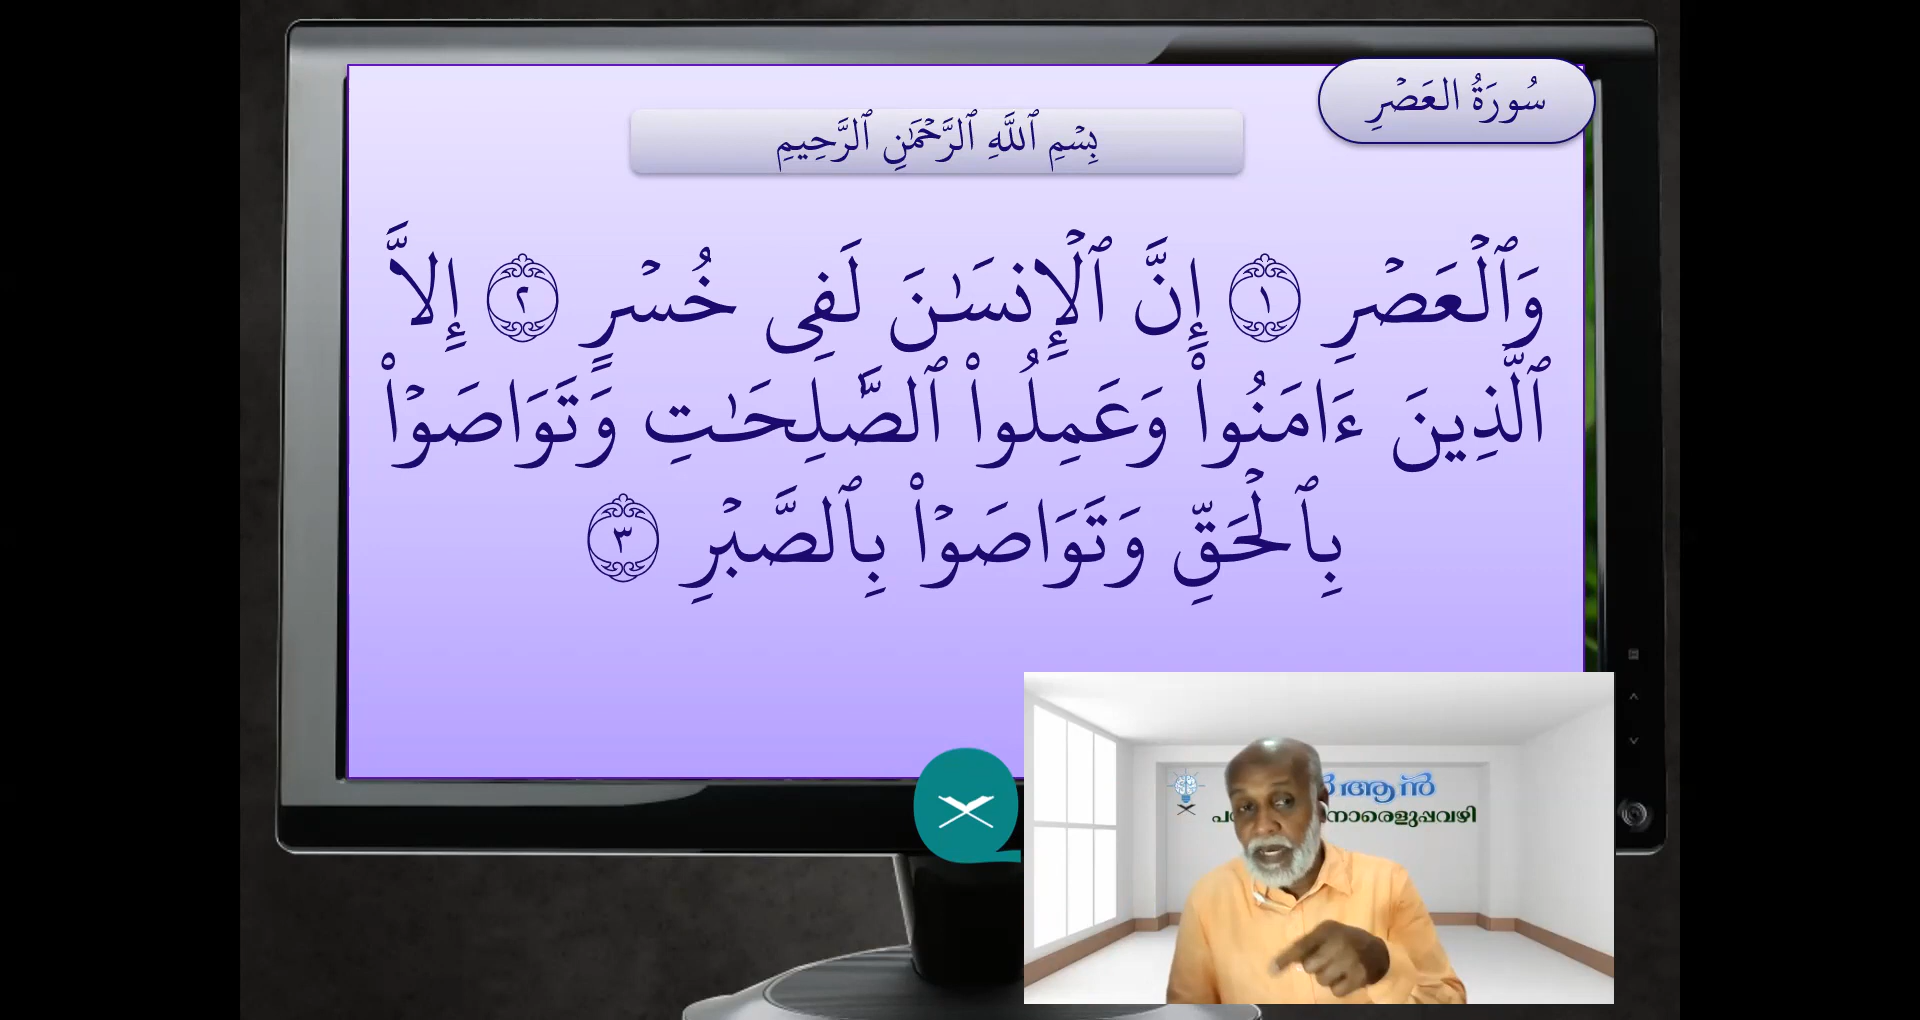 سُورَةُ العَصْرِ
بِسْمِ ٱللَّهِ ٱلرَّحْمَٰنِ ٱلرَّحِيمِ
وَٱلْعَصْرِ ١ إِنَّ ٱلْإِنسَٰنَ لَفِى خُسْرٍ ٢ إِلاَّ
ٱلَّذِينَ ءَامَنُوا۟ وَعَمِلُوا۟ ٱلصَّٰلِحَٰتِ وَتَوَاصَوْا۟
بِٱلْحَقِّ وَتَوَاصَوْا۟ بِٱلصَّبْرِ ٣